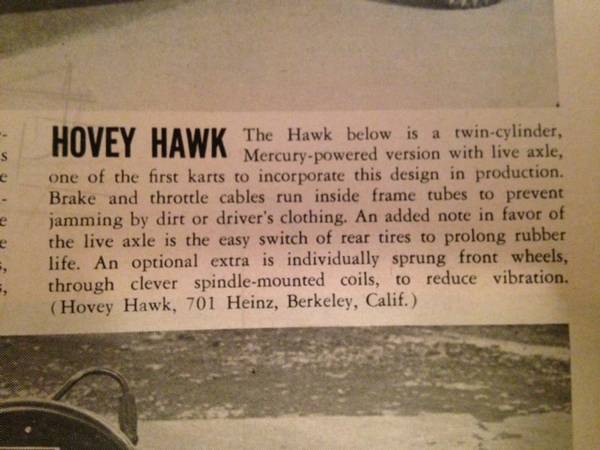 HOVEY HAWK The Hawk below is a twin-cylinder,
Mercury-powered version with live axle,
one of the first karts to incorporate this design in production.
Brake and throttle cables run inside frame tubes to prevent
jamming by dirt or driver's clothing. An added note in favor of
the live axle is the easy switch of rear tires to prolong rubber
life. An optional extra is individually sprung front wheels,
through clever spindle-mounted coils, to reduce vibration.
(Hovey Hawk, 701 Heinz, Berkeley, Calif.)